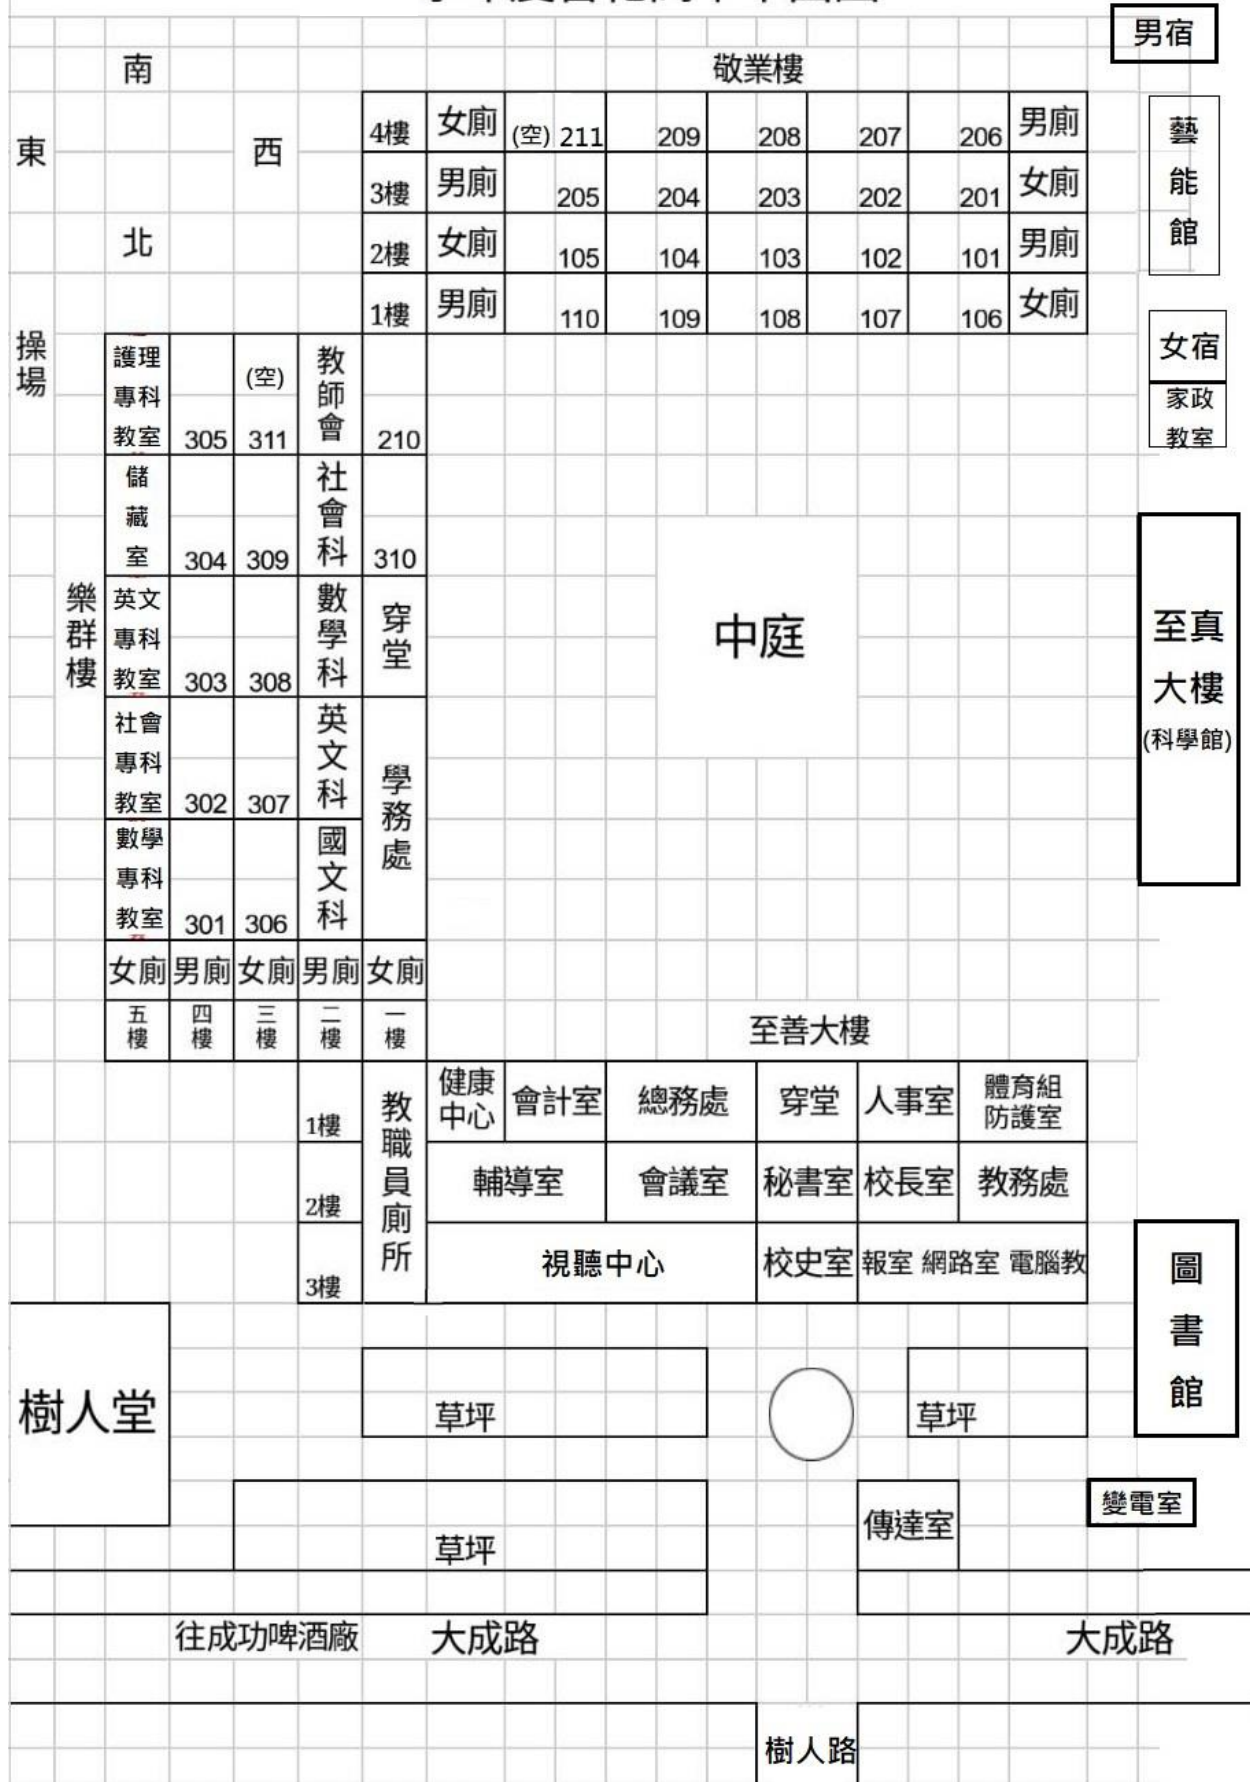 男宿
南
敬業樓
東
西
北
4樓 女廁 (空) 211 209 208 207 206 男廁
3樓 男廁 205 204 203 202 201 女廁
2樓 女廁 105 104 103 102 101 男廁
1樓 男廁 110 109 108 107 106 女廁
藝能館
操場
女宿
家政
教室
護理
專科
教室 305 (空) 311 教師會 210
儲藏室 304 309 社會科 310
樂群樓
英文
專科
教室 303 308 數學科 穿堂
中庭
至真
大樓
(科學館)
社會
專科
教室 302 307 英文科 學務處
數學
專科
教室 301 306 國文科
女廁 男廁 女廁 男廁 女廁
五樓 四樓 三樓 二樓 一樓
至善大樓
1樓 教職員廁所 健康中心 會計室 總務處 穿堂 人事室 體育組防護室
2樓 輔導室 會議室 秘書室 校長室 教務處
3樓 視聽中心 校史室 報室 網路室 電腦教
圖書館
樹人堂
草坪 草坪
變電室
草坪 傳達室
往成功啤酒廠 大成路 大成路
樹人路